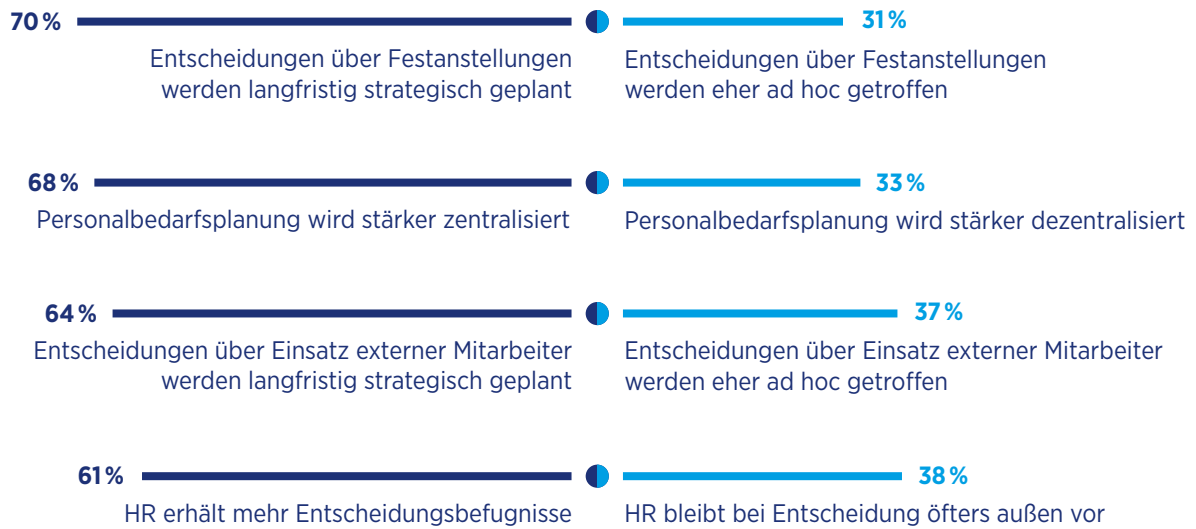 70 % 31 %
Entscheidungen über Festanstellungen
werden langfristig strategisch geplant
Entscheidungen über Festanstellungen
werden eher ad hoc getroffen
68 % 33 %
Personalbedarfsplanung wird stärker zentralisiert
Personalbedarfsplanung wird stärker dezentralisiert
64 % 37 %
Entscheidungen über Einsatz externer Mitarbeiter
werden langfristig strategisch geplant
Entscheidungen über Einsatz externer Mitarbeiter
werden eher ad hoc getroffen
61 % 38 %
HR erhält mehr Entscheidungsbefugnisse
HR bleibt bei Entscheidung öfters außen vor